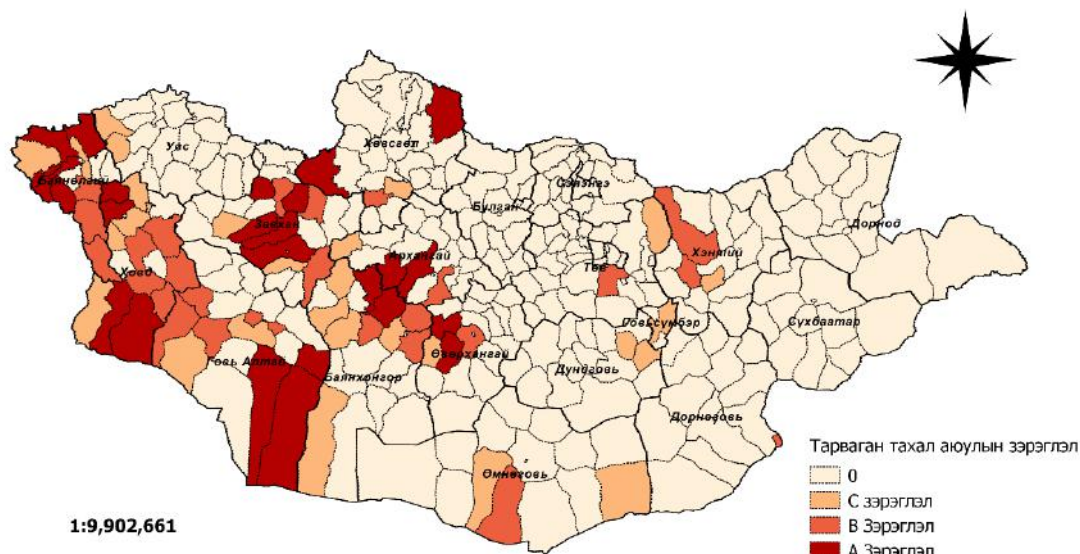 Увс
Хөвсгөл
Баян-Өлгий
Сэлэнгэ
Булган
Завхан
Дорнод
Архангай
Хэнтий
Төв
Ховд
Говьсүмбэр
Сүхбаатар
Өвөрхангай
Говь Алтай
Баянхонгор
Дундговь
Дорноговь
Өмнөговь
Тарваган тахал аюулын зэрэглэл
0
С зэрэглэл
В Зэрэглэл
А Зэрэглэл
1:9,902,661